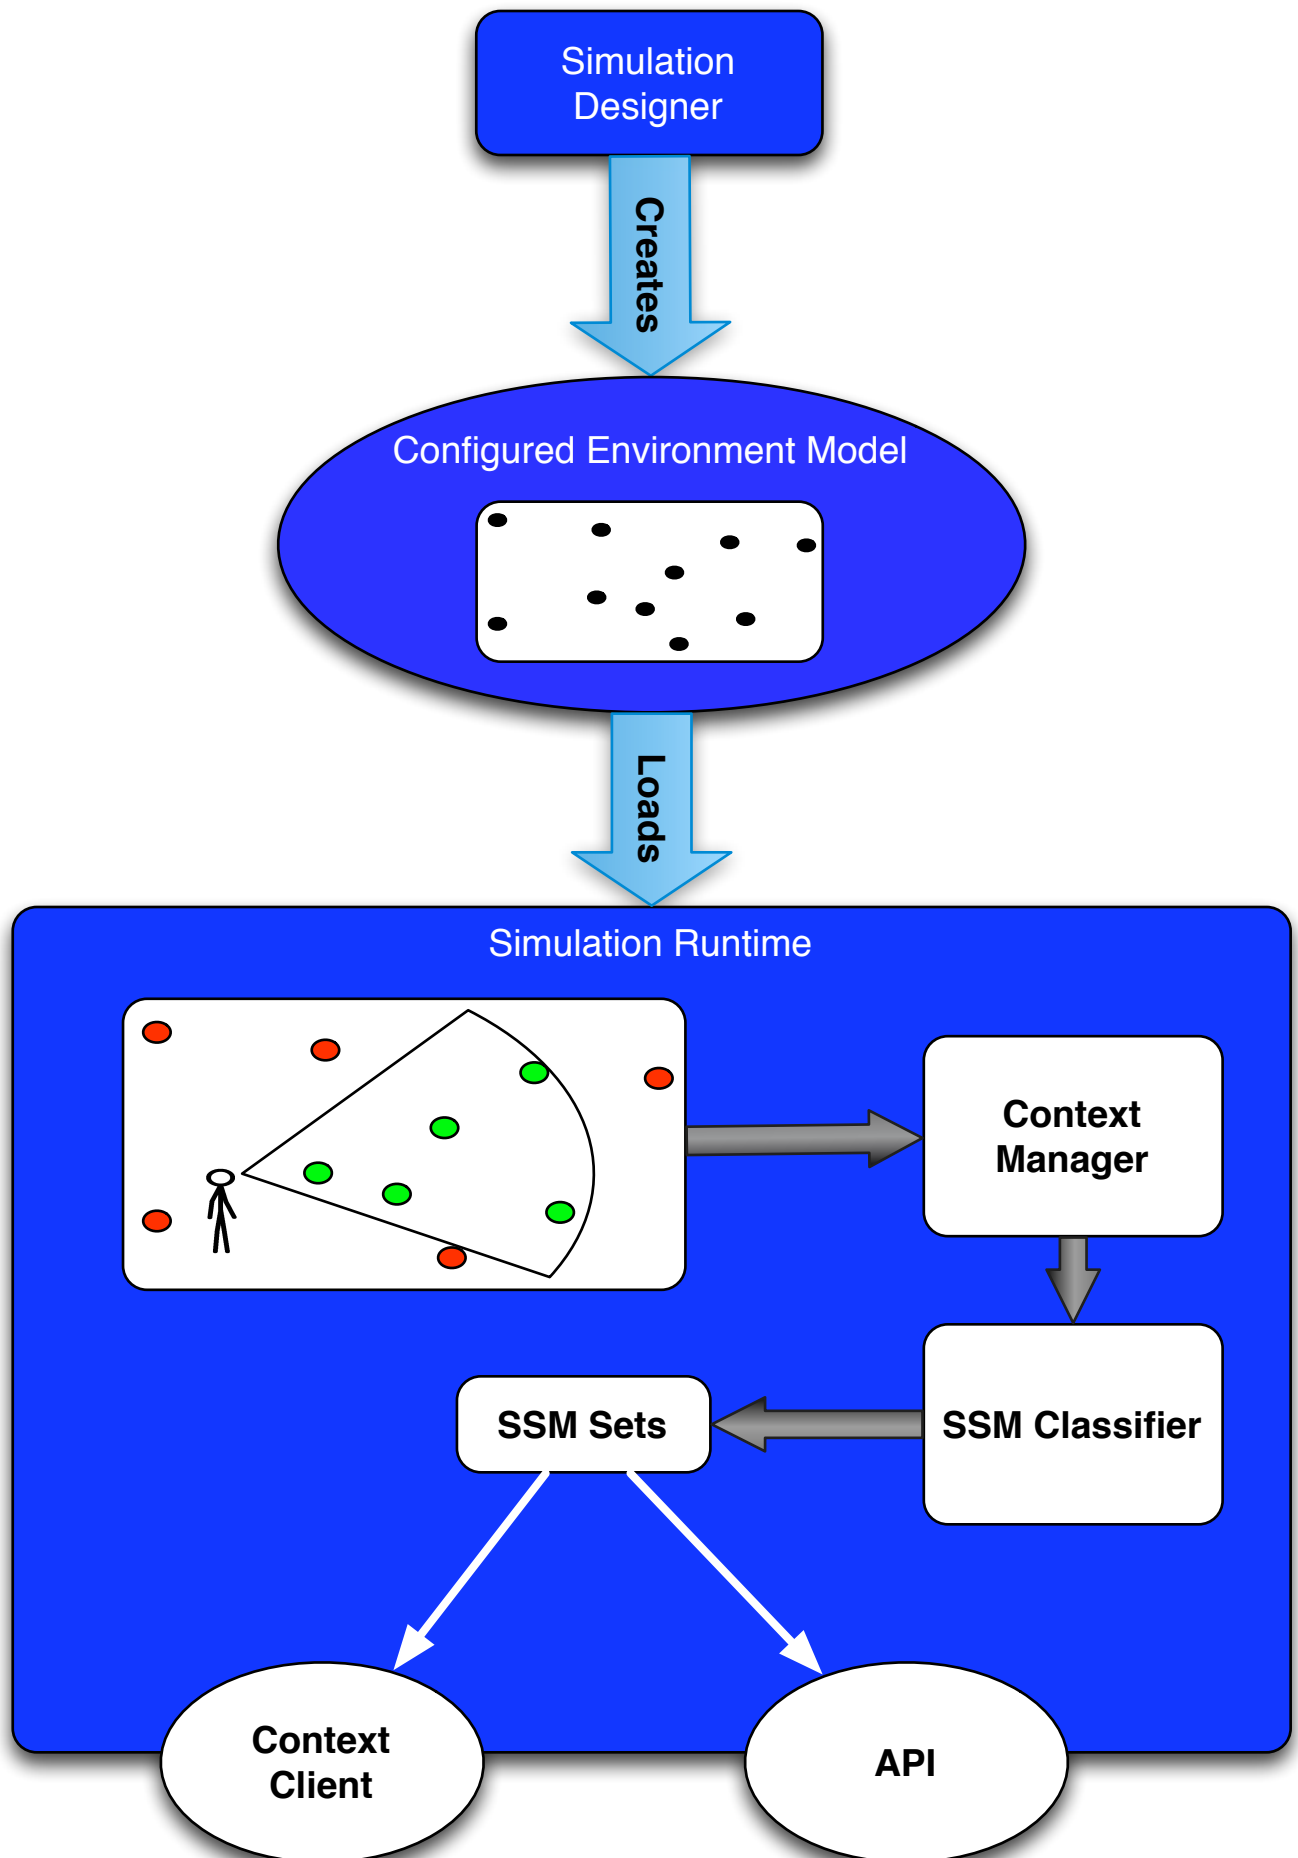 Simulation
Designer
Creates
Configured Environment Model
Loads
Simulation Runtime
Context
Manager
SSM Sets
SSM Classifier
Context
Client
API